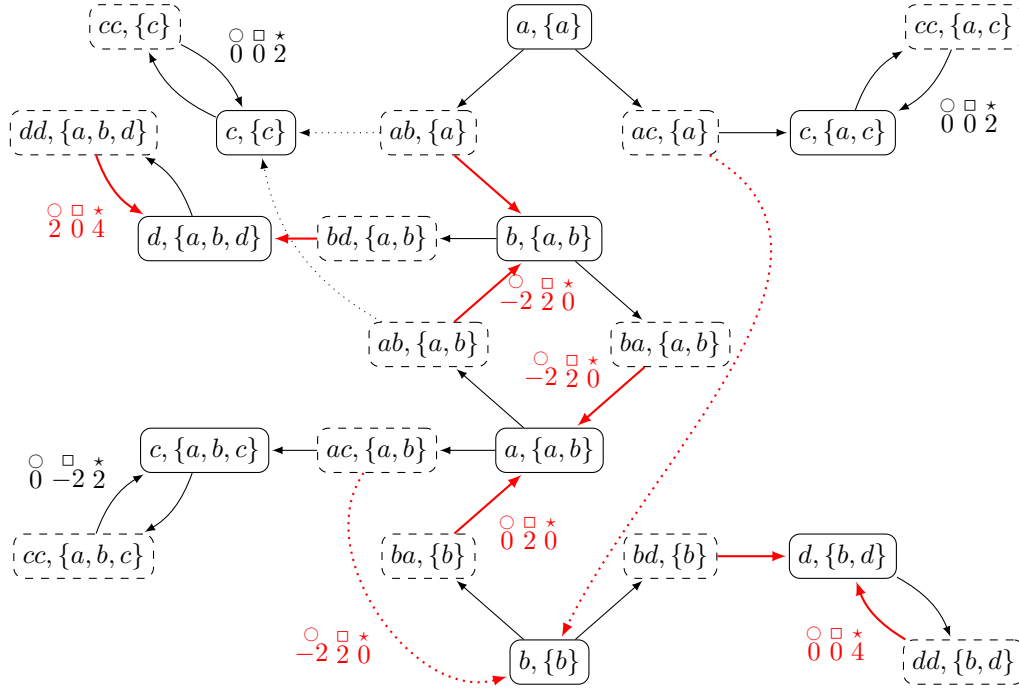 cc, {c}
○ □ ⋆
0 0 2
a, {a}
cc, {a, c}
○ □ ⋆
0 0 2
dd, {a, b, d}
c, {c}
ab, {a}
ac, {a}
c, {a, c}
○ □ ⋆
2 0 4
d, {a, b, d}
bd, {a, b}
b, {a, b}
○ □ ⋆
−2 2 0
ab, {a, b}
ba, {a, b}
○ □ ⋆
−2 2 0
c, {a, b, c}
ac, {a, b}
a, {a, b}
○ □ ⋆
0 −2 2
○ □ ⋆
0 2 0
cc, {a, b, c}
ba, {b}
bd, {b}
d, {b, d}
○ □ ⋆
−2 2 0
b, {b}
○ □ ⋆
0 0 4
dd, {b, d}